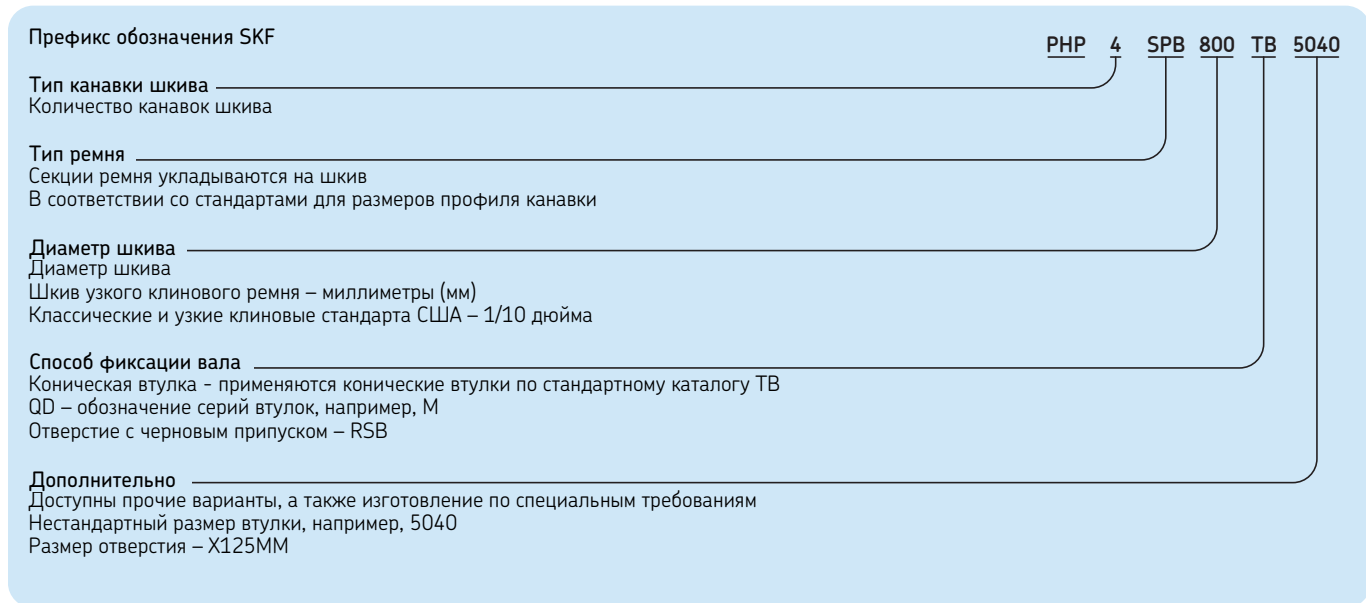 Префикс обозначения SKF
PHP 4 SPB 800 TB 5040
Тип канавки шкива
Количество канавок шкива
Тип ремня
Секции ремня укладываются на шкив
В соответствии со стандартами для размеров профиля канавки
Диаметр шкива
Диаметр шкива
Шкив узкого клинового ремня – миллиметры (мм)
Классические и узкие клиновые стандарта США – 1/10 дюйма
Способ фиксации вала
Коническая втулка - применяются конические втулки по стандартному каталогу TB
QD – обозначение серий втулок, например, M
Отверстие с черновым припуском – RSB
Дополнительно
Доступны прочие варианты, а также изготовление по специальным требованиям
Нестандартный размер втулки, например, 5040
Размер отверстия – X125MM